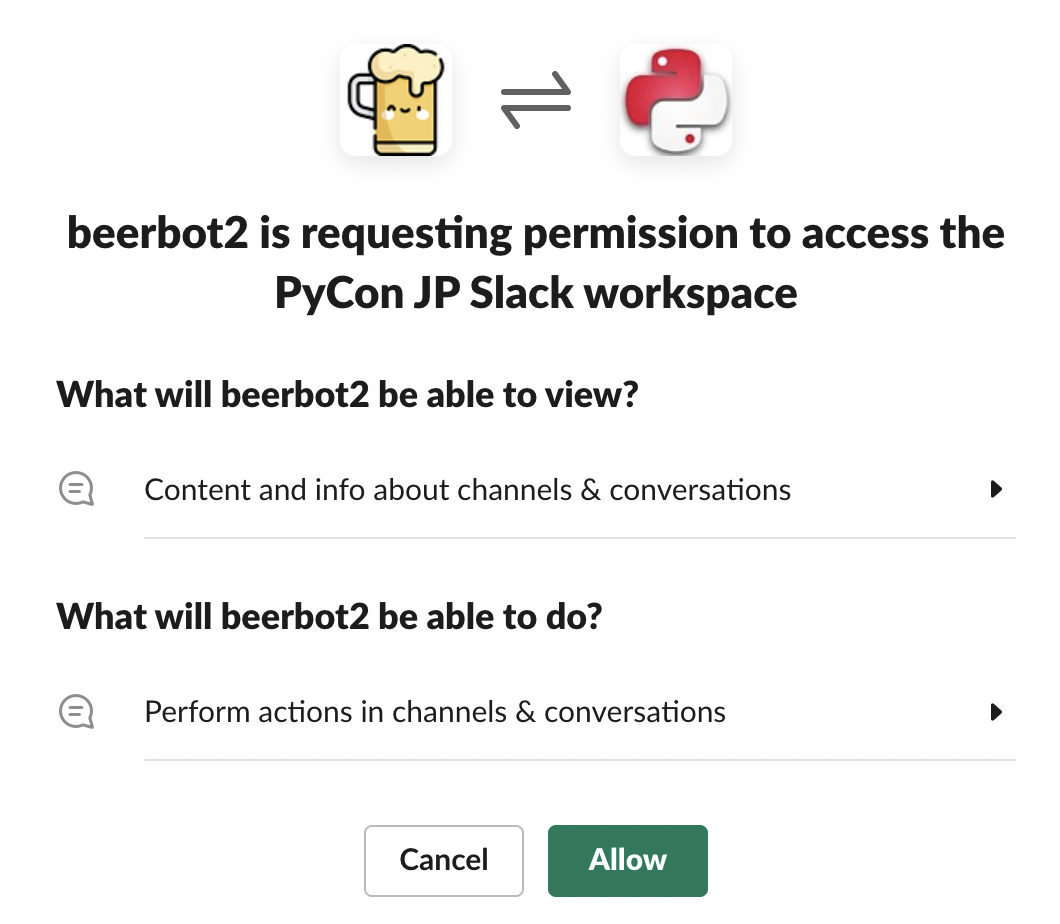 beerbot2 is requesting permission to access the
PyCon JP Slack workspace
What will beerbot2 be able to view?
Content and info about channels & conversations
What will beerbot2 be able to do?
Perform actions in channels & conversations
Cancel
Allow